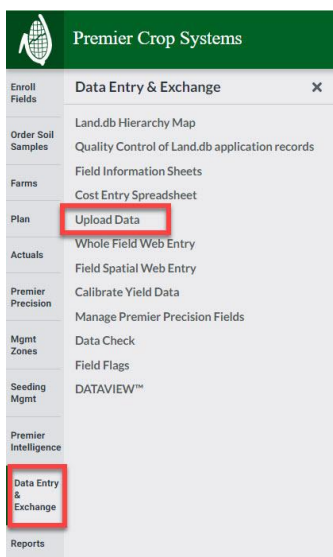 Premier Crop Systems
Enroll
Fields
Order Soil
Samples
Farms
Plan
Actuals
Premier
Precision
Mgmt
Zones
Seeding
Mgmt
Premier
Intelligence
Data Entry
&
Exchange
Reports
Data Entry & Exchange ×
Land.db Hierarchy Map
Quality Control of Land.db application records
Field Information Sheets
Cost Entry Spreadsheet
Upload Data
Whole Field Web Entry
Field Spatial Web Entry
Calibrate Yield Data
Manage Premier Precision Fields
Data Check
Field Flags
DATAVIEW™